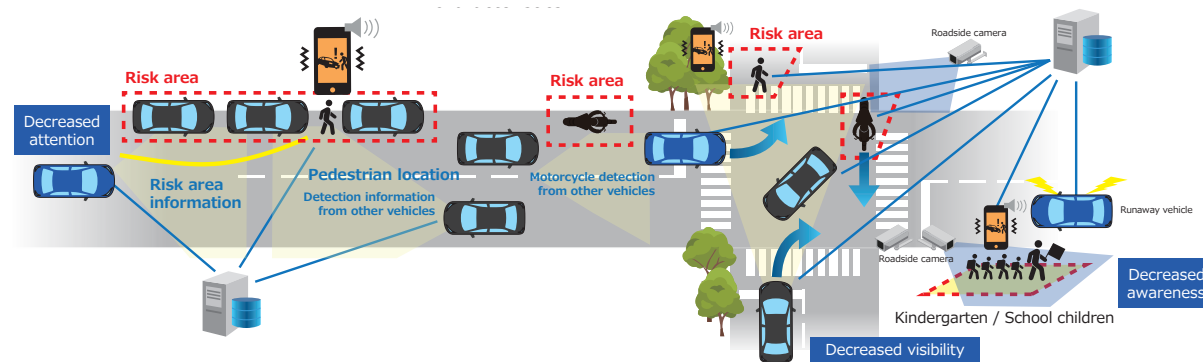 Risk area
Risk area
Risk area
Roadside camera
Decreased
attention
Risk area
information
Pedestrian location
Detection information
from other vehicles
Motorcycle detection
from other vehicles
Runaway vehicle
Roadside camera
Decreased
awareness
Kindergarten / School children
Decreased visibility